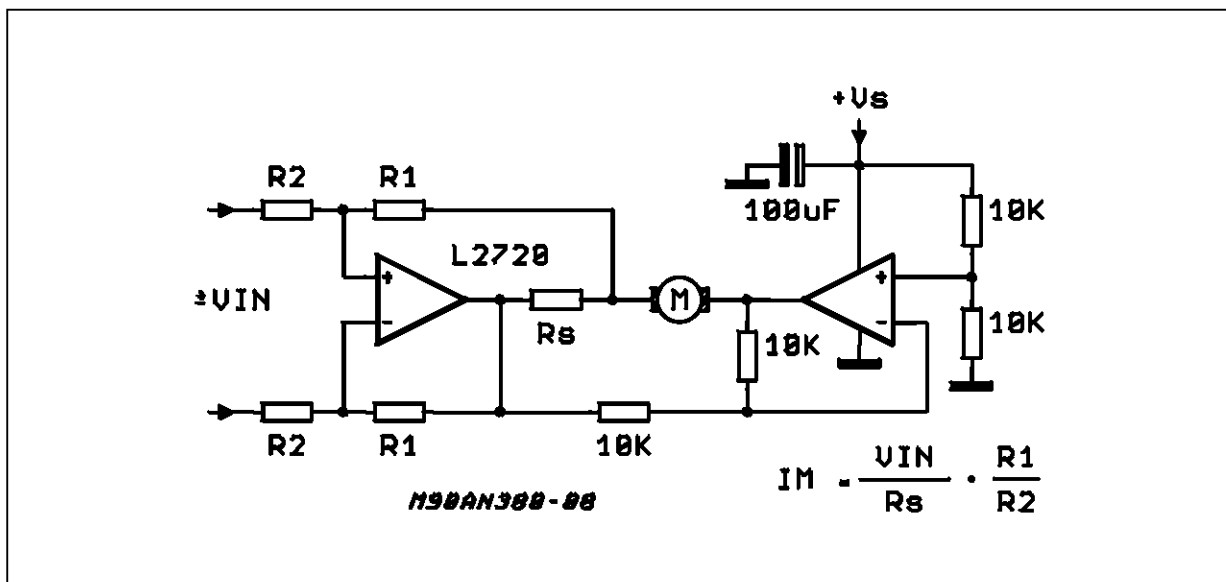 +Vs
R2 R1
100uF 10K
L2720
+ +
M
±VIN
- -
Rs 10K 10K
R2 R1 10K
IM = VIN/Rs · R1/R2
M90AN380-08